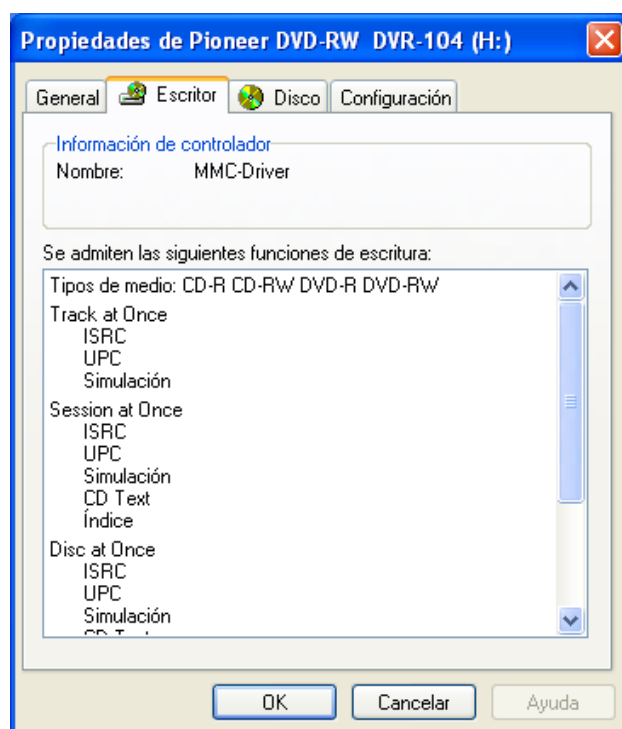 Propiedades de Pioneer DVD-RW DVR-104 (H:)
General Escritor Disco Configuración
Información de controlador
Nombre: MMC-Driver
Se admiten las siguientes funciones de escritura:
Tipos de medio: CD-R CD-RW DVD-R DVD-RW
Track at Once
ISRC
UPC
Simulación
Session at Once
ISRC
UPC
Simulación
CD Text
Índice
Disc at Once
ISRC
UPC
Simulación
CD Text
OK Cancelar Ayuda